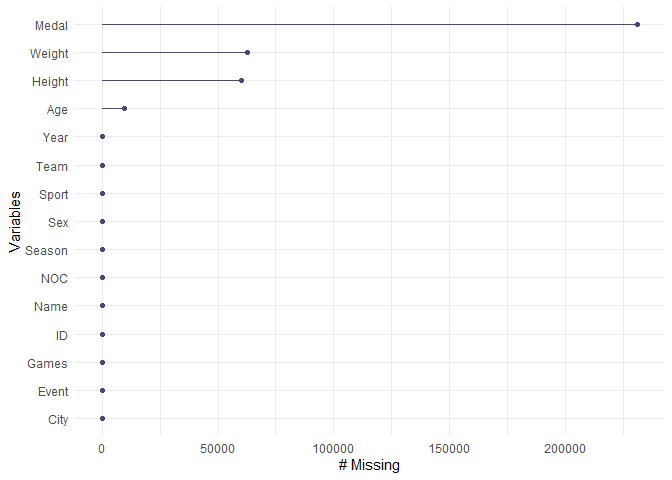 Medal
Weight
Height
Age
Year
Team
Sport
Sex
Season
NOC
Name
ID
Games
Event
City
Variables
0 50000 100000 150000 200000
# Missing